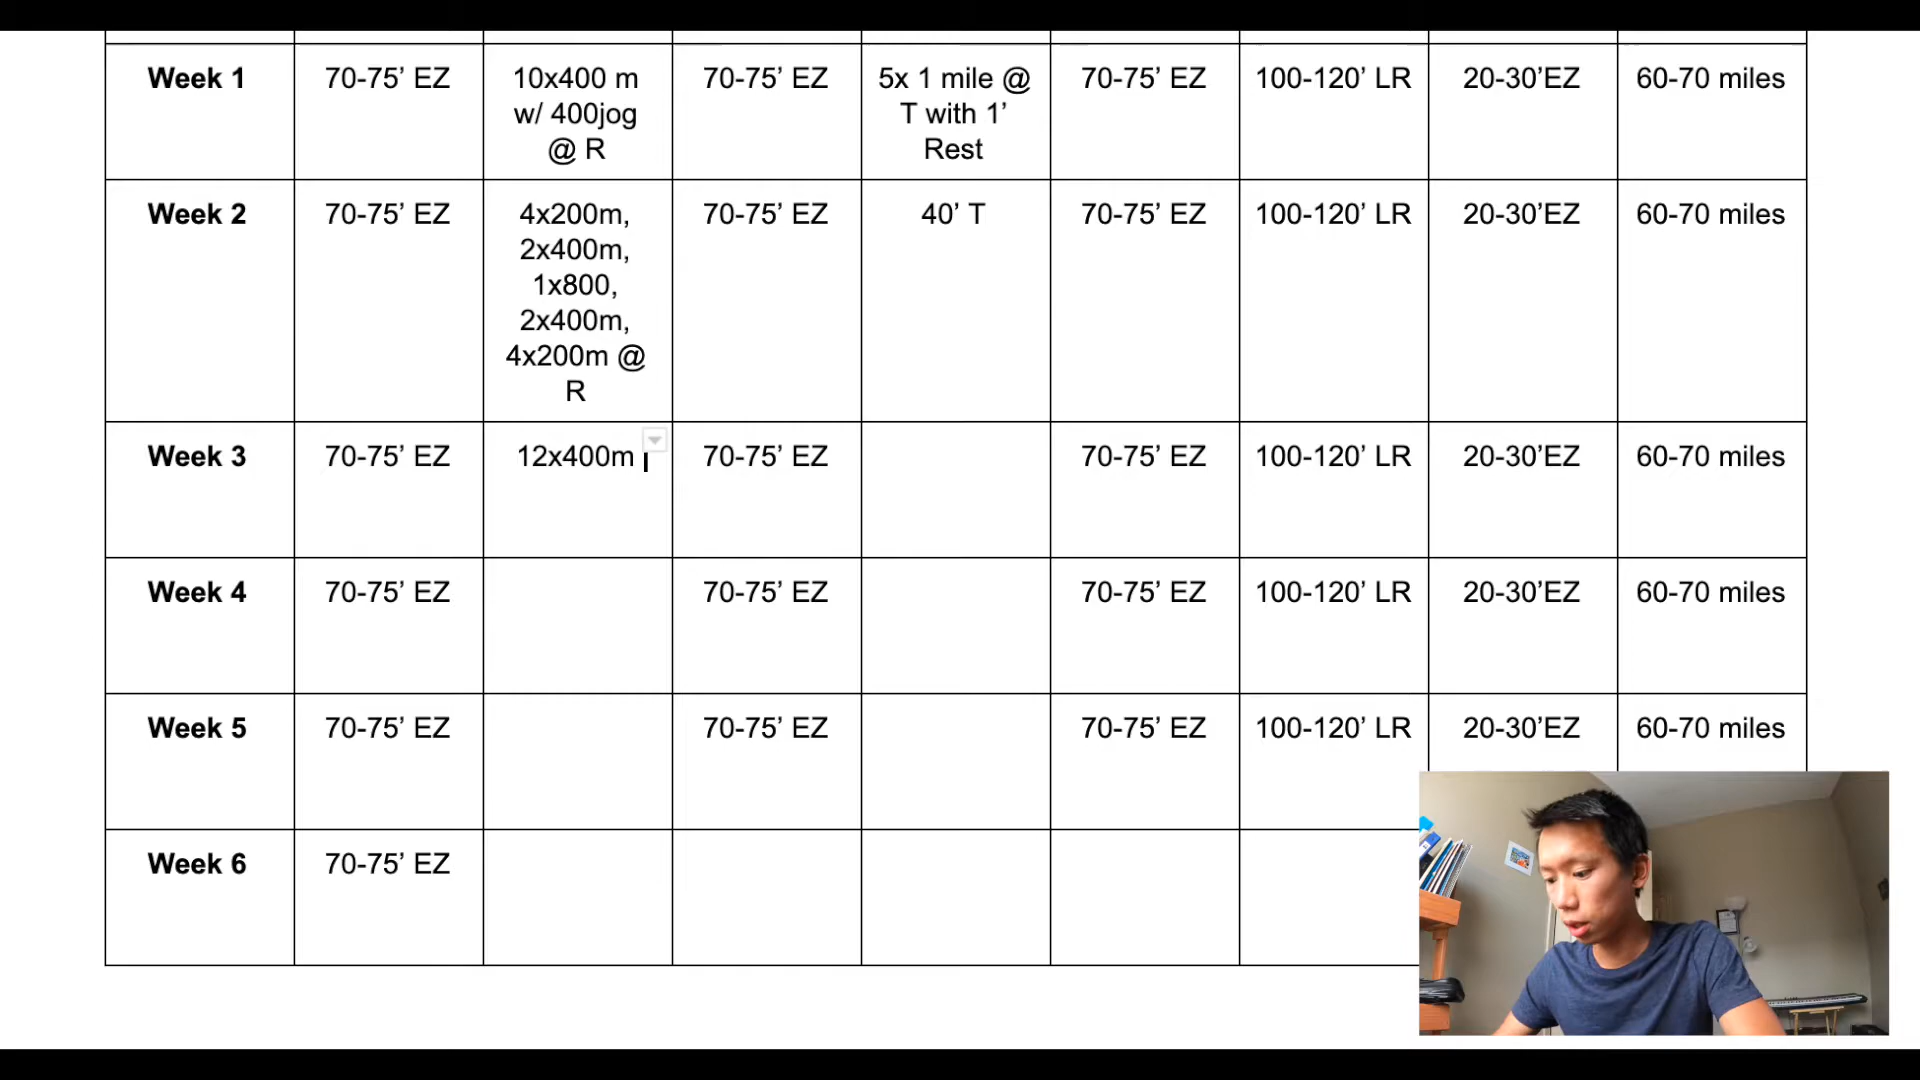 Week 1
70-75’ EZ
10x400 m
w/ 400jog
@ R
70-75’ EZ
5x 1 mile @
T with 1’
Rest
70-75’ EZ
100-120’ LR
20-30’EZ
60-70 miles
Week 2
70-75’ EZ
4x200m,
2x400m,
1x800,
2x400m,
4x200m @
R
70-75’ EZ
40’ T
70-75’ EZ
100-120’ LR
20-30’EZ
60-70 miles
Week 3
70-75’ EZ
12x400m
70-75’ EZ
70-75’ EZ
100-120’ LR
20-30’EZ
60-70 miles
Week 4
70-75’ EZ
70-75’ EZ
70-75’ EZ
100-120’ LR
20-30’EZ
60-70 miles
Week 5
70-75’ EZ
70-75’ EZ
70-75’ EZ
100-120’ LR
20-30’EZ
60-70 miles
Week 6
70-75’ EZ